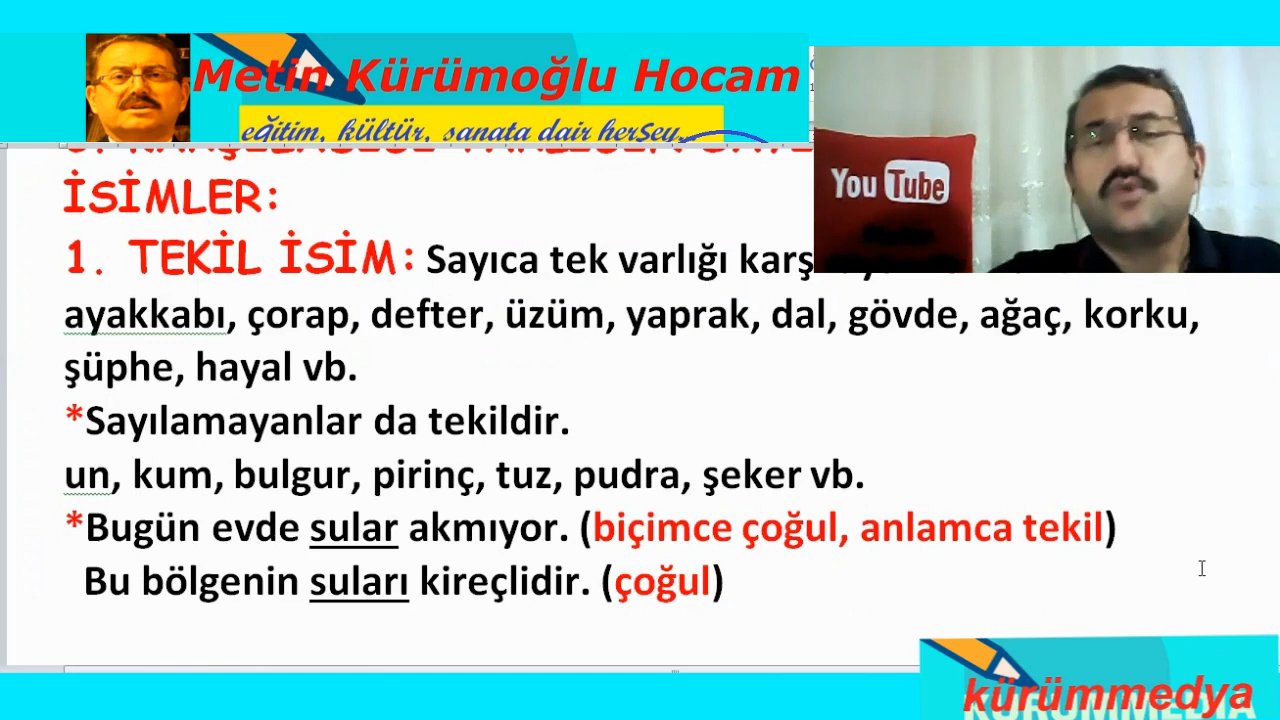 Metin Kürümoğlu Hocam
eğitim, kültür, sanata dair herşey..
You Tube
İSİMLER:
1. TEKİL İSİM: Sayıca tek varlığı
ayakkabı, çorap, defter, üzüm, yaprak, dal, gövde, ağaç, korku,
şüphe, hayal vb.
*Sayılamayanlar da tekildir.
un, kum, bulgur, pirinç, tuz, pudra, şeker vb.
*Bugün evde sular akmıyor. (biçimce çoğul, anlamca tekil)
Bu bölgenin suları kireçlidir. (çoğul)
kürümmedya